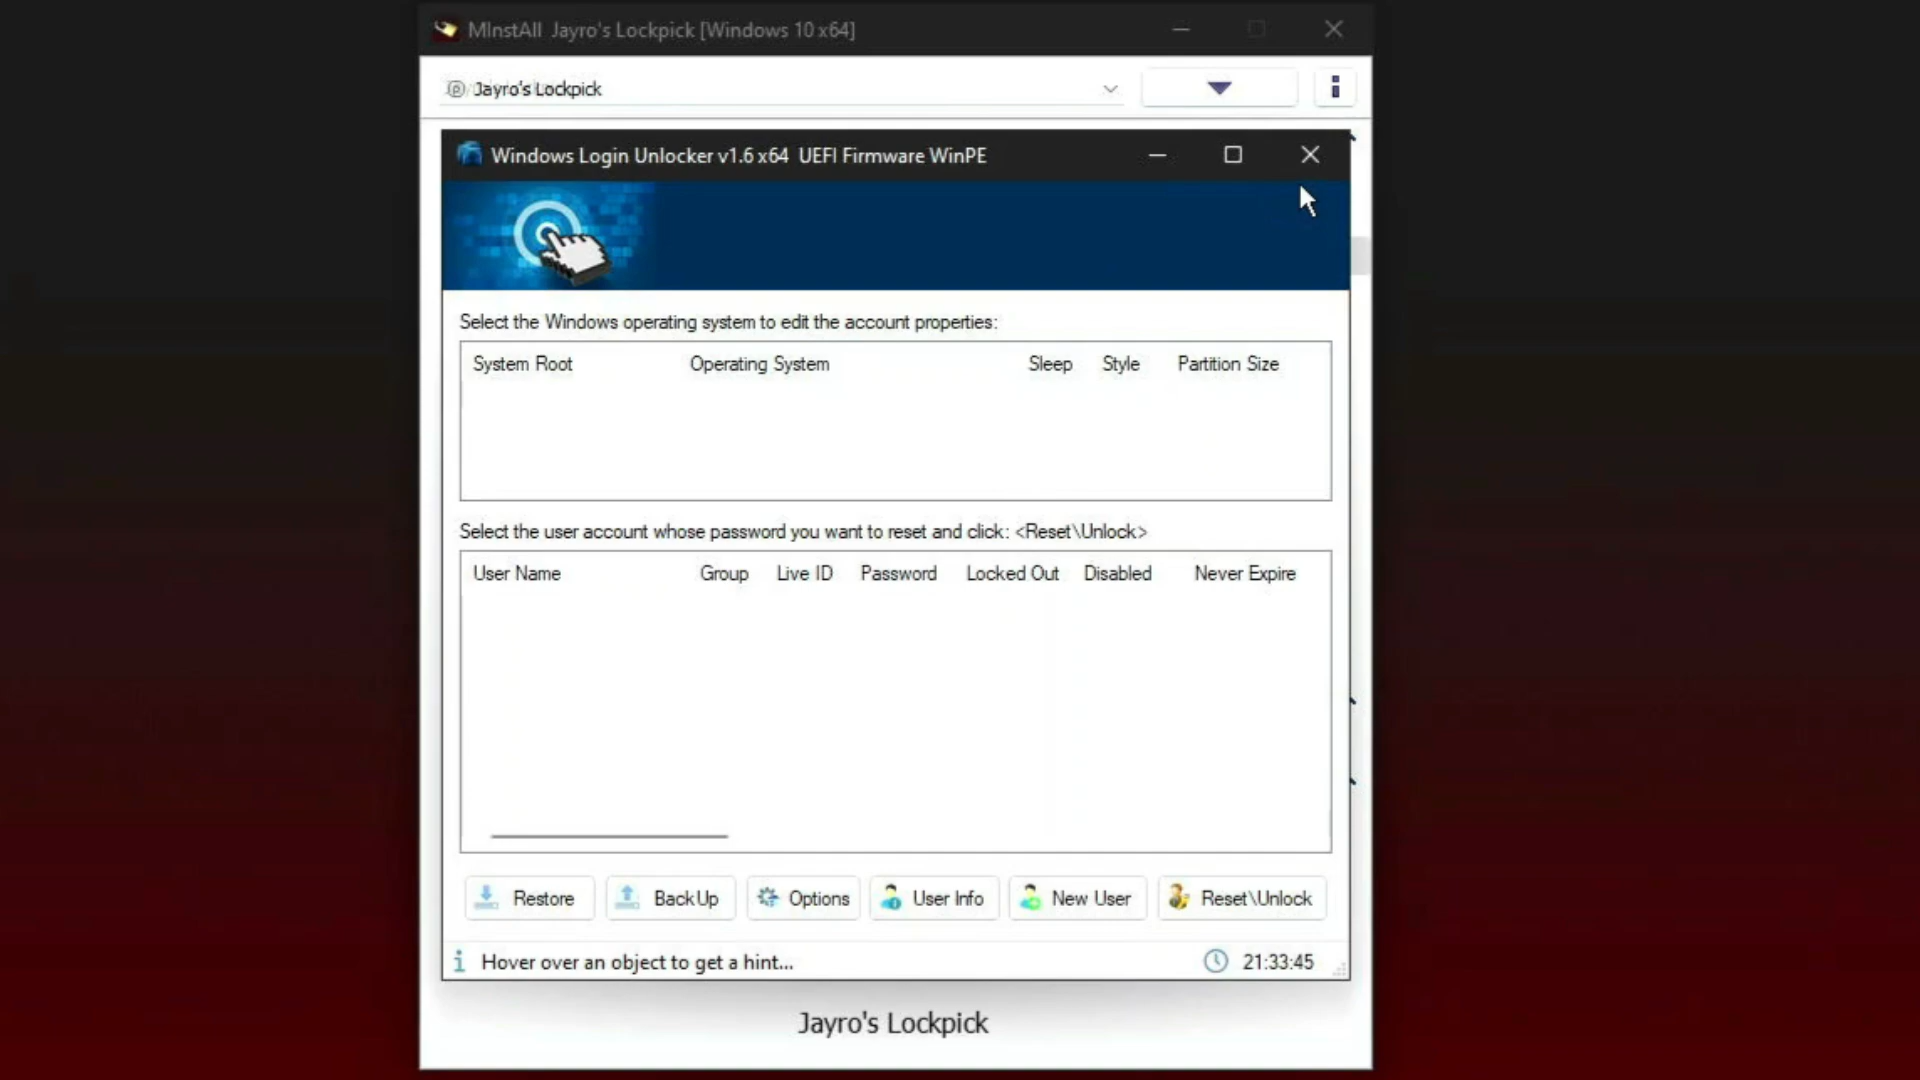 MInstAll Jayro's Lockpick [Windows 10 x64]
Jayro's Lockpick
Windows Login Unlocker v1.6 x64 UEFI Firmware WinPE
Select the Windows operating system to edit the account properties:
System Root Operating System Sleep Style Partition Size
Select the user account whose password you want to reset and click: <Reset\Unlock>
User Name Group Live ID Password Locked Out Disabled Never Expire
Restore BackUp Options User Info New User Reset\Unlock
Hover over an object to get a hint... 21:33:45
Jayro's Lockpick